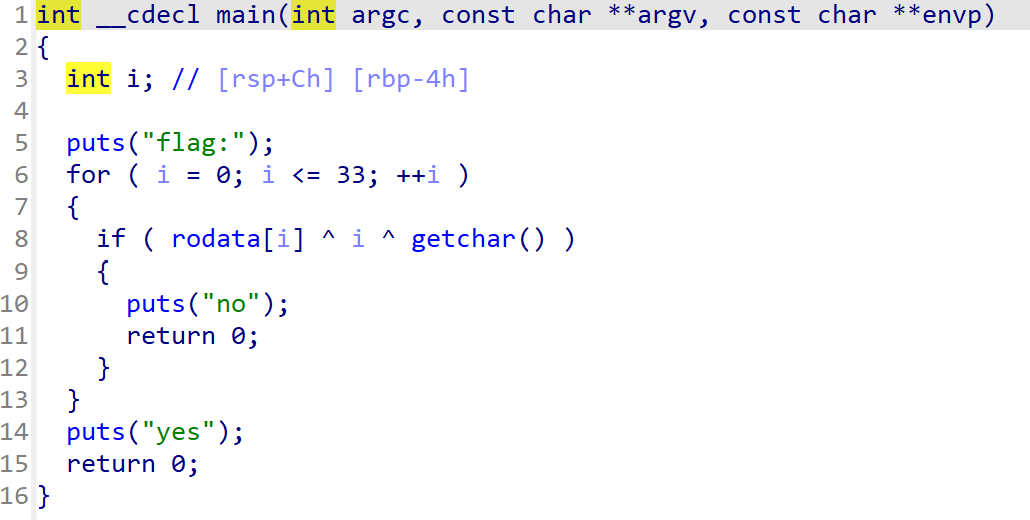 1 int __cdecl main(int argc, const char **argv, const char **envp)
2 {
3   int i; // [rsp+Ch] [rbp-4h]
4
5   puts("flag:");
6   for ( i = 0; i <= 33; ++i )
7   {
8     if ( rodata[i] ^ i ^ getchar() )
9     {
10       puts("no");
11       return 0;
12     }
13   }
14   puts("yes");
15   return 0;
16 }